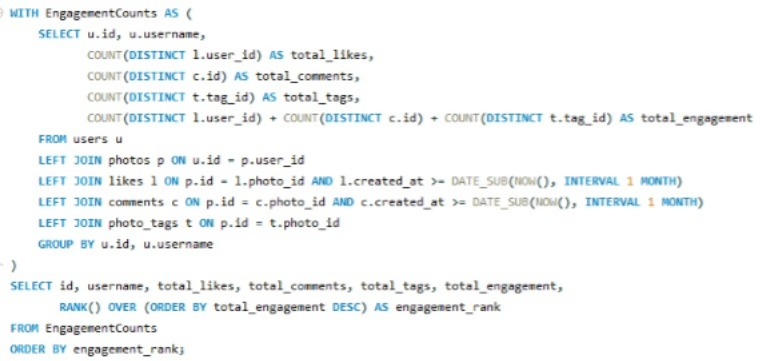 WITH EngagementCounts AS (
SELECT u.id, u.username,
COUNT(DISTINCT l.user_id) AS total_likes,
COUNT(DISTINCT c.id) AS total_comments,
COUNT(DISTINCT t.tag_id) AS total_tags,
COUNT(DISTINCT l.user_id) + COUNT(DISTINCT c.id) + COUNT(DISTINCT t.tag_id) AS total_engagement
FROM users u
LEFT JOIN photos p ON u.id = p.user_id
LEFT JOIN likes l ON p.id = l.photo_id AND l.created_at >= DATE_SUB(NOW(), INTERVAL 1 MONTH)
LEFT JOIN comments c ON p.id = c.photo_id AND c.created_at >= DATE_SUB(NOW(), INTERVAL 1 MONTH)
LEFT JOIN photo_tags t ON p.id = t.photo_id
GROUP BY u.id, u.username
)
SELECT id, username, total_likes, total_comments, total_tags, total_engagement,
RANK() OVER (ORDER BY total_engagement DESC) AS engagement_rank
FROM EngagementCounts
ORDER BY engagement_rank;